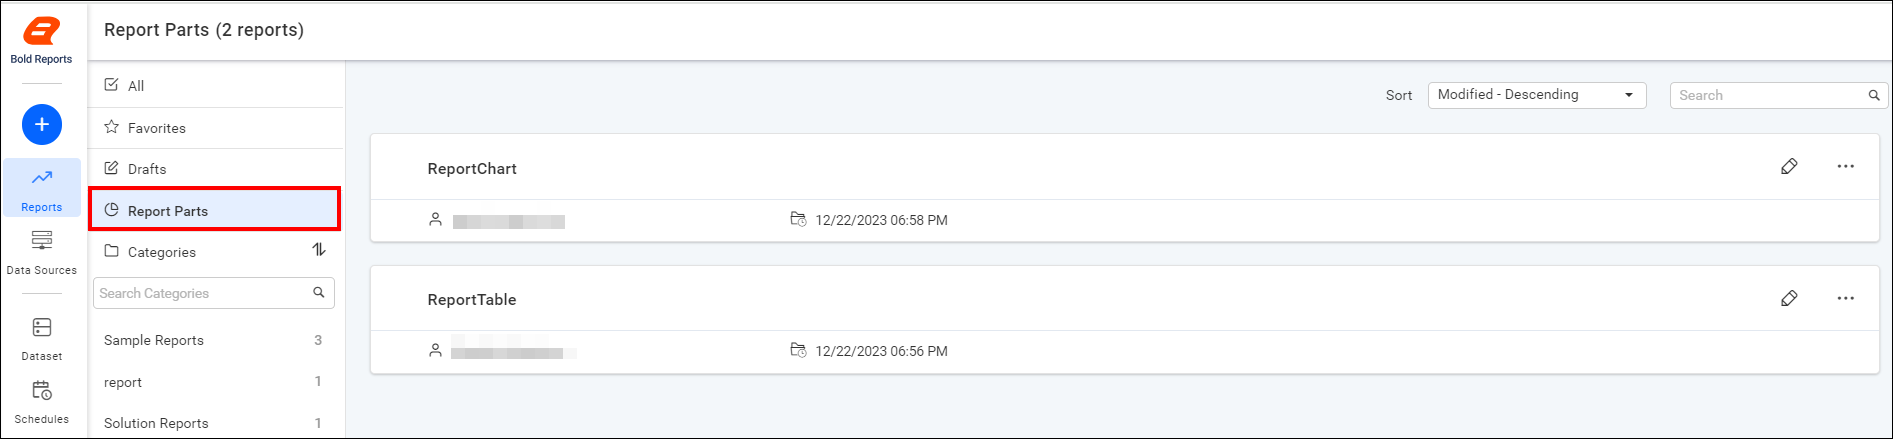 Bold Reports
Reports
Data Sources
Dataset
Schedules
Report Parts (2 reports)
All
Favorites
Drafts
Report Parts
Categories
Search Categories
Sample Reports 3
report 1
Solution Reports 1
Sort Modified - Descending Search
ReportChart
12/22/2023 06:58 PM
ReportTable
12/22/2023 06:56 PM